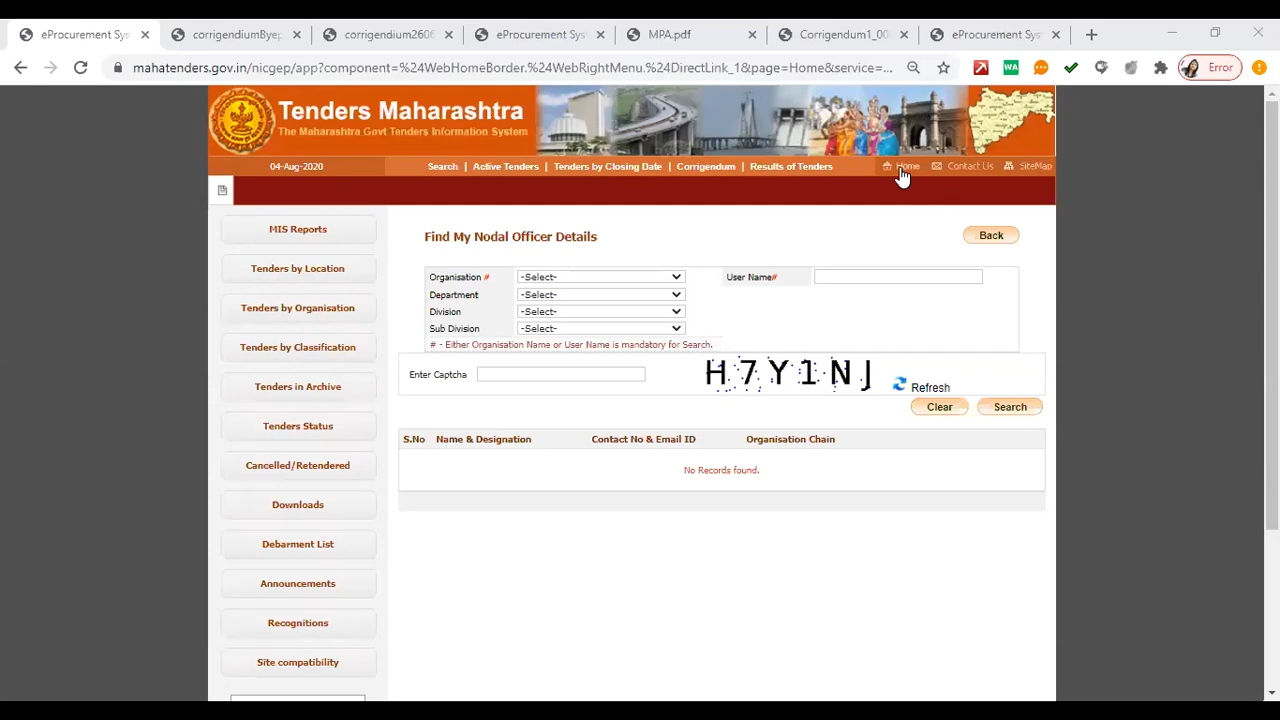 eProcurement Sys
corrigendiumByep
corrigendium2606
eProcurement Sys
MPA.pdf
Corrigendum1_00
eProcurement Sys
mahatenders.gov.in/nicgep/app?component=%24WebHomeBorder.%24WebRightMenu.%24DirectLink_1&page=Home&service=...
WA
Error
Tenders Maharashtra
The Maharashtra Govt Tenders Information System
04-Aug-2020
Search | Active Tenders | Tenders by Closing Date | Corrigendum | Results of Tenders
Home
Contact Us
SiteMap
MIS Reports
Tenders by Location
Tenders by Organisation
Tenders by Classification
Tenders in Archive
Tenders Status
Cancelled/Retendered
Downloads
Debarment List
Announcements
Recognitions
Site compatibility
Find My Nodal Officer Details
Back
Organisation #
-Select-
User Name#
Department
-Select-
Division
-Select-
Sub Division
-Select-
# - Either Organisation Name or User Name is mandatory for Search.
Enter Captcha
H7Y1NJ
Refresh
Clear
Search
S.No Name & Designation Contact No & Email ID Organisation Chain
No Records found.